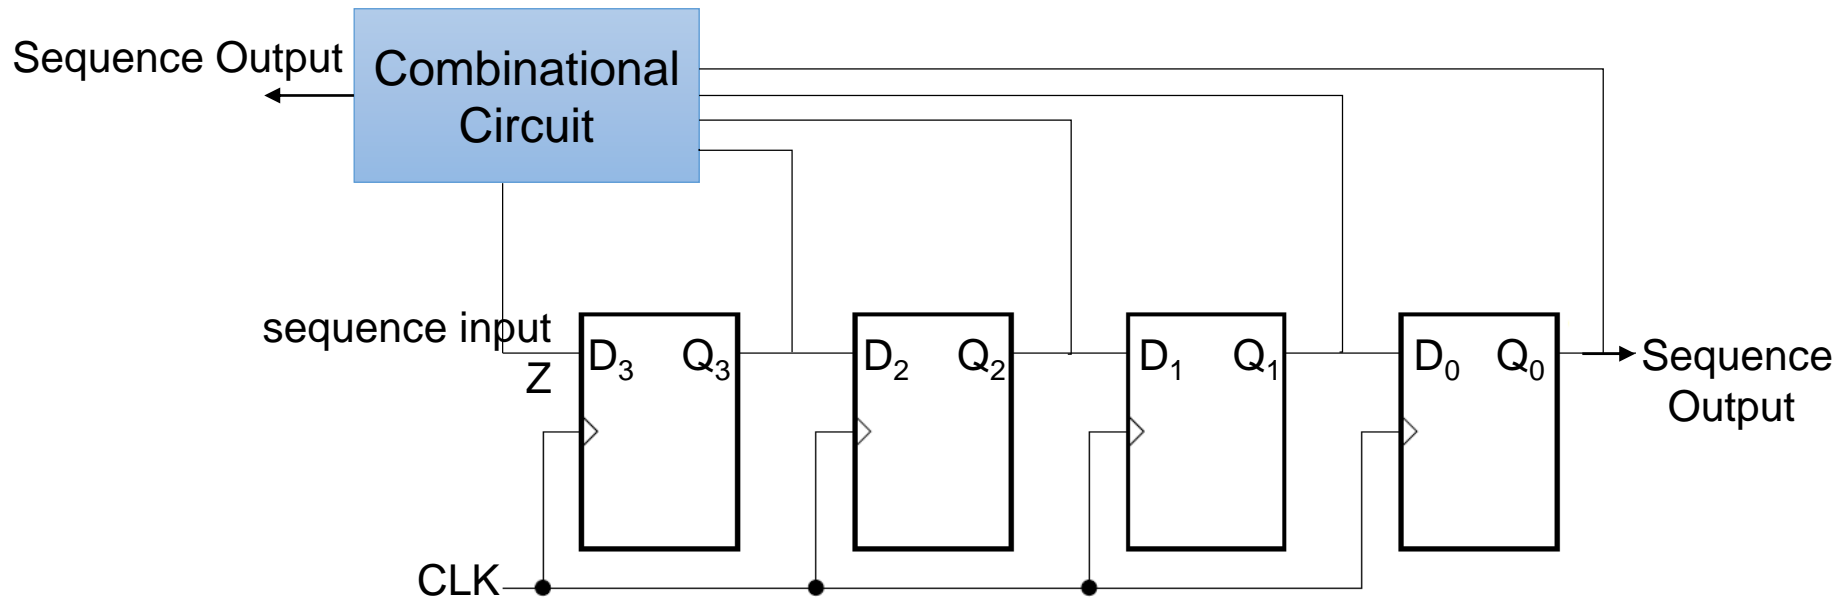 Sequence Output
Combinational
Circuit
sequence input
Z
D3
Q3
D2
Q2
D1
Q1
D0
Q0
Sequence
Output
CLK